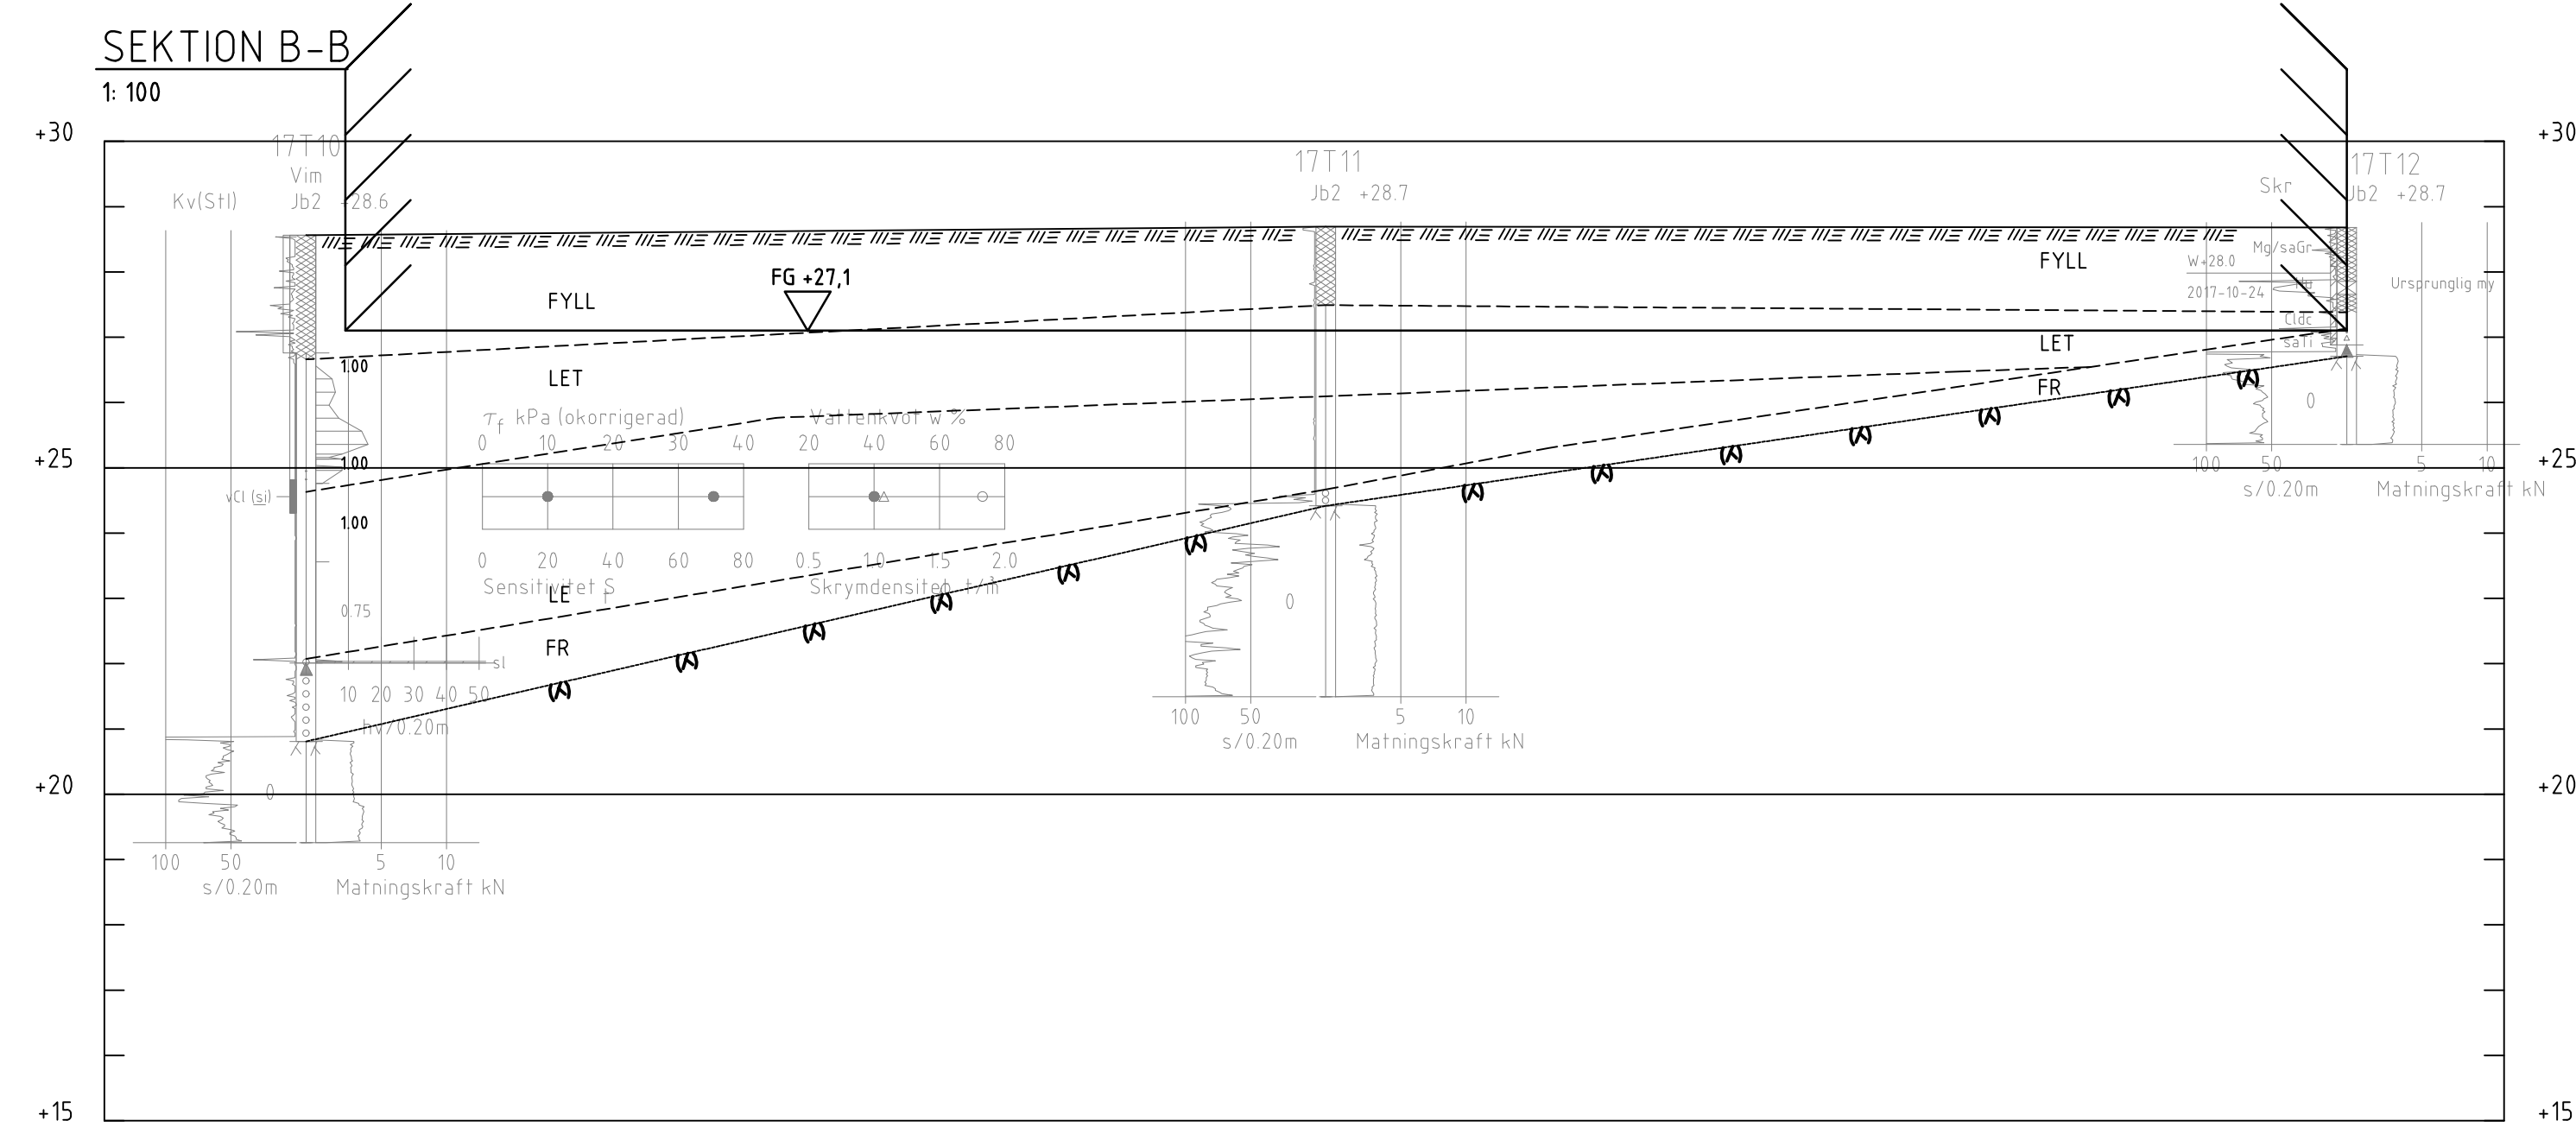 SEKTION B-B
1: 100
+30
+30
17T10
Vim
Kv(Stl)
Jb2 +28.6
17T11
Jb2 +28.7
17T12
Skr
Jb2 +28.7
Mg/saGr
W+28.0
2017-10-24
Ursprunglig my
Cldc
saTi
FYLL
FG +27,1
FYLL
LET
LET
FR
1.00
1.00
1.00
0.75
τf kPa (okorrigerad)
0 10 20 30 40
Vattenkvot w %
20 40 60 80
+25
+25
vCl (si)
0 20 40 60 80
Sensitivitet S
0.5 1.0 1.5 2.0
Skrymdensitet t/m³
LE
FR
sl
10 20 30 40 50
hv/0.20m
0
100 50
5 10
s/0.20m
Matningskraft kN
0
100 50
5 10
s/0.20m
Matningskraft kN
0
100 50
5 10
s/0.20m
Matningskraft kN
+20
+20
+15
+15